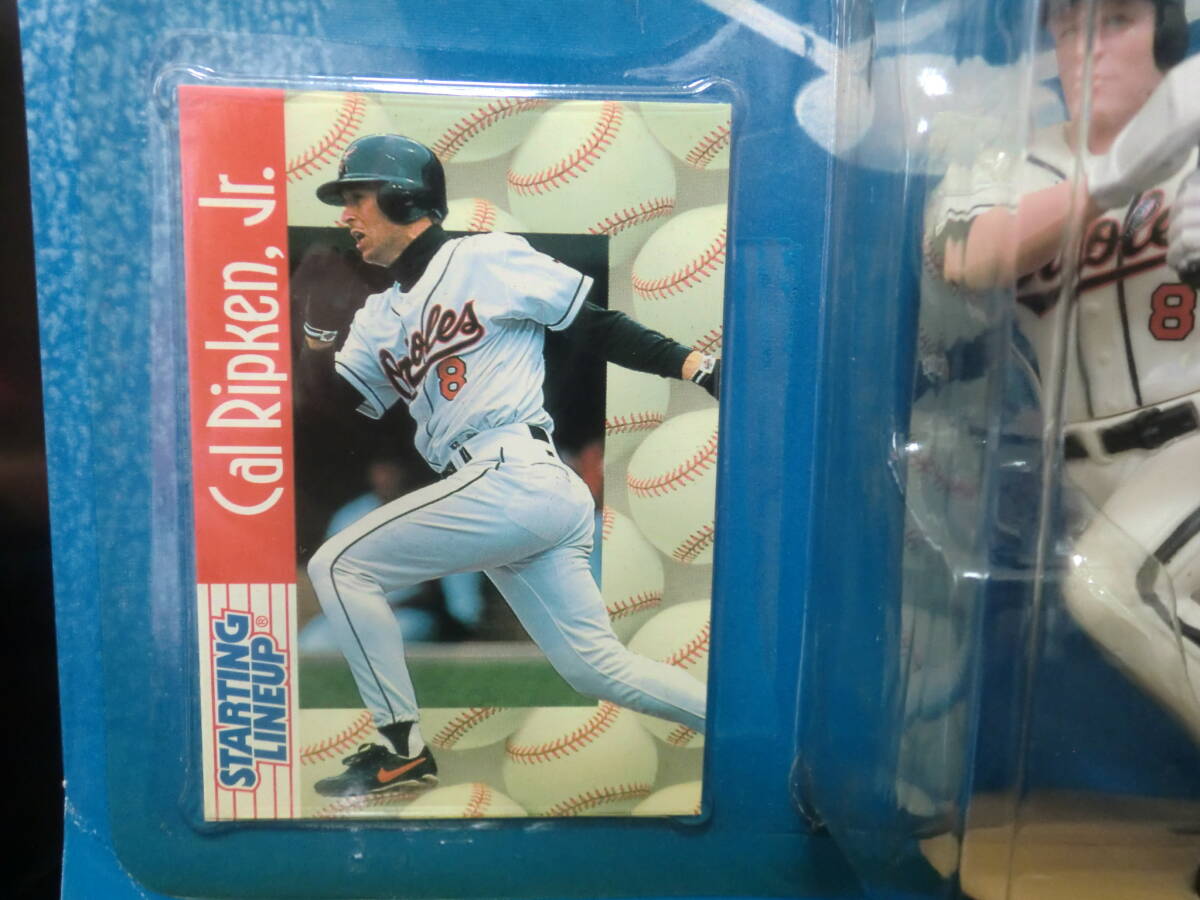 Cal Ripken, Jr.
STARTING
LINEUP®
Orioles
8
Orioles
8